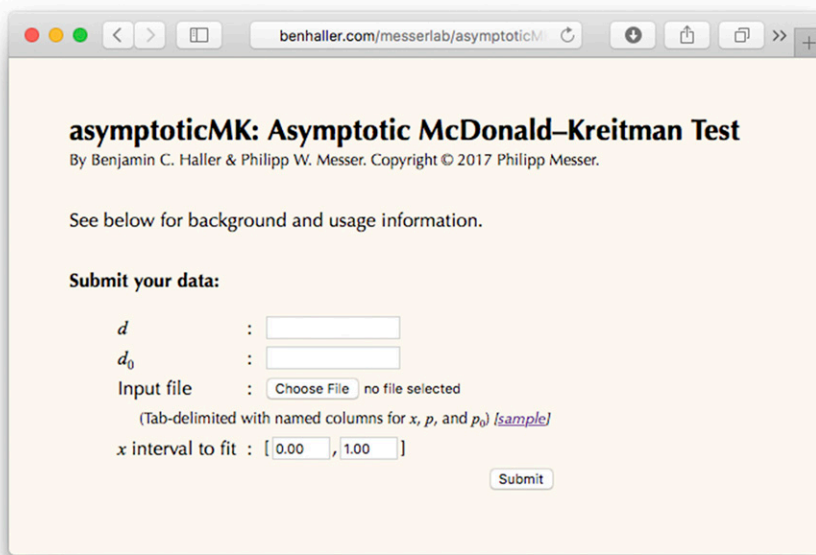 benhaller.com/messerlab/asymptoticM
asymptoticMK: Asymptotic McDonald–Kreitman Test
By Benjamin C. Haller & Philipp W. Messer. Copyright © 2017 Philipp Messer.
See below for background and usage information.
Submit your data:
d :
d₀ :
Input file : Choose File no file selected
(Tab-delimited with named columns for x, p, and p₀) [sample]
x interval to fit : [ 0.00 , 1.00 ]
Submit